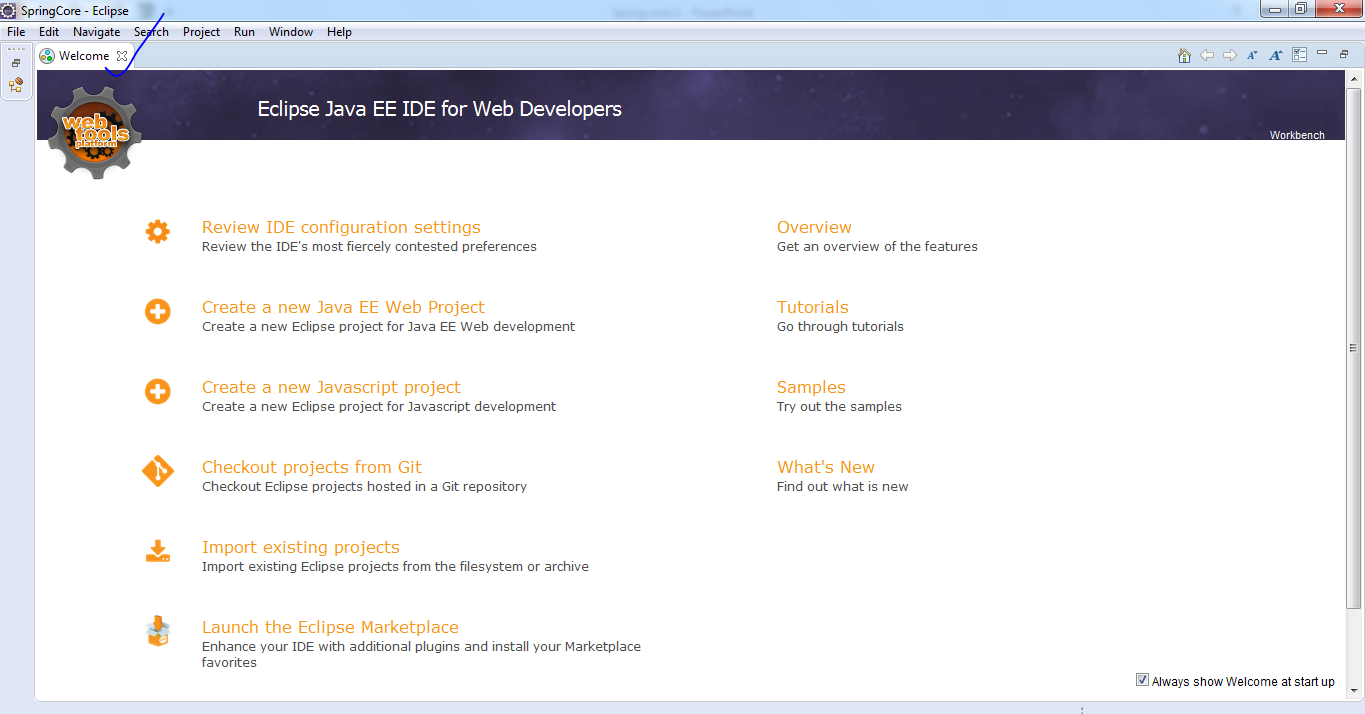 SpringCore - Eclipse
File Edit Navigate Search Project Run Window Help
Welcome
Eclipse Java EE IDE for Web Developers
web
tools
platform
Workbench
Review IDE configuration settings
Review the IDE's most fiercely contested preferences
Overview
Get an overview of the features
Create a new Java EE Web Project
Create a new Eclipse project for Java EE Web development
Tutorials
Go through tutorials
Create a new Javascript project
Create a new Eclipse project for Javascript development
Samples
Try out the samples
Checkout projects from Git
Checkout Eclipse projects hosted in a Git repository
What's New
Find out what is new
Import existing projects
Import existing Eclipse projects from the filesystem or archive
Launch the Eclipse Marketplace
Enhance your IDE with additional plugins and install your Marketplace
favorites
Always show Welcome at start up